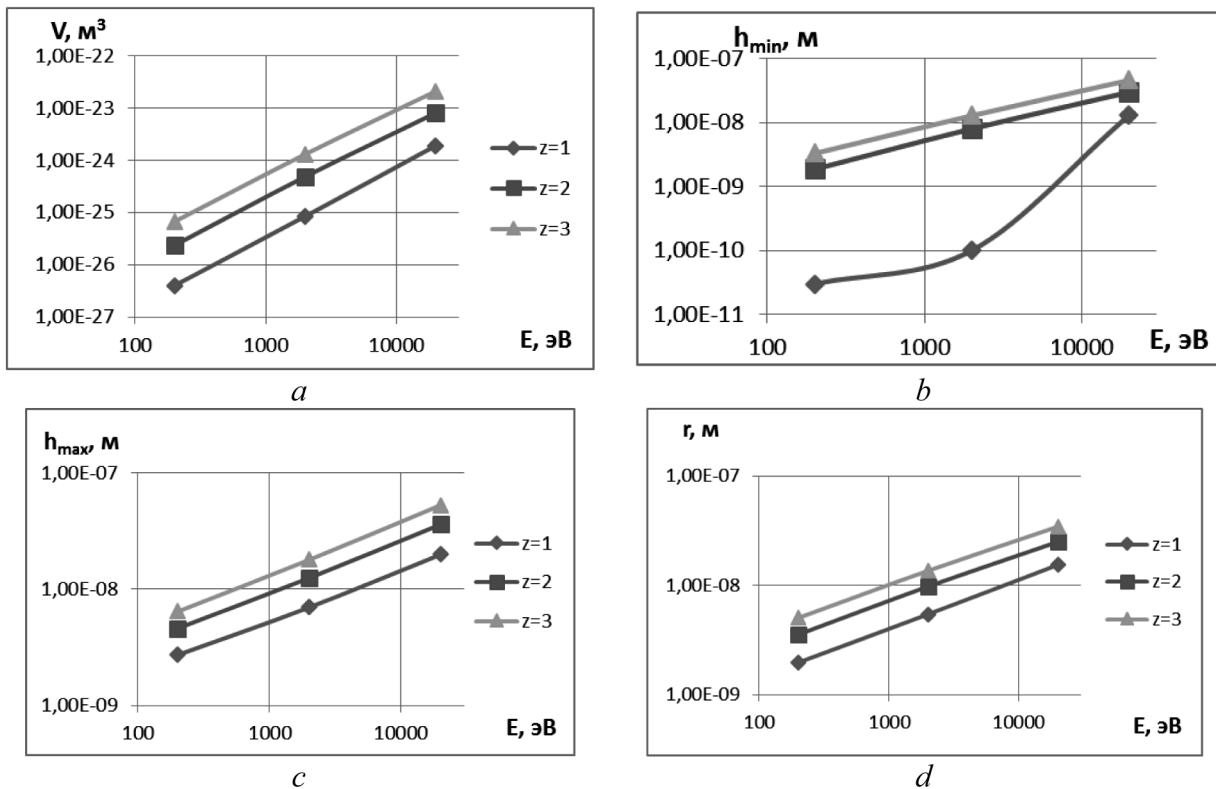 V, м³
1,00E-22
1,00E-23
1,00E-24
1,00E-25
1,00E-26
1,00E-27
100 1000 10000 E, эВ
z=1
z=2
z=3
a
hmin, м
1,00E-07
1,00E-08
1,00E-09
1,00E-10
1,00E-11
100 1000 10000 E, эВ
b
hmax, м
1,00E-07
1,00E-08
1,00E-09
100 1000 10000 E, эВ
z=1
z=2
z=3
c
r, м
1,00E-07
1,00E-08
1,00E-09
100 1000 10000 E, эВ
z=1
z=2
z=3
d